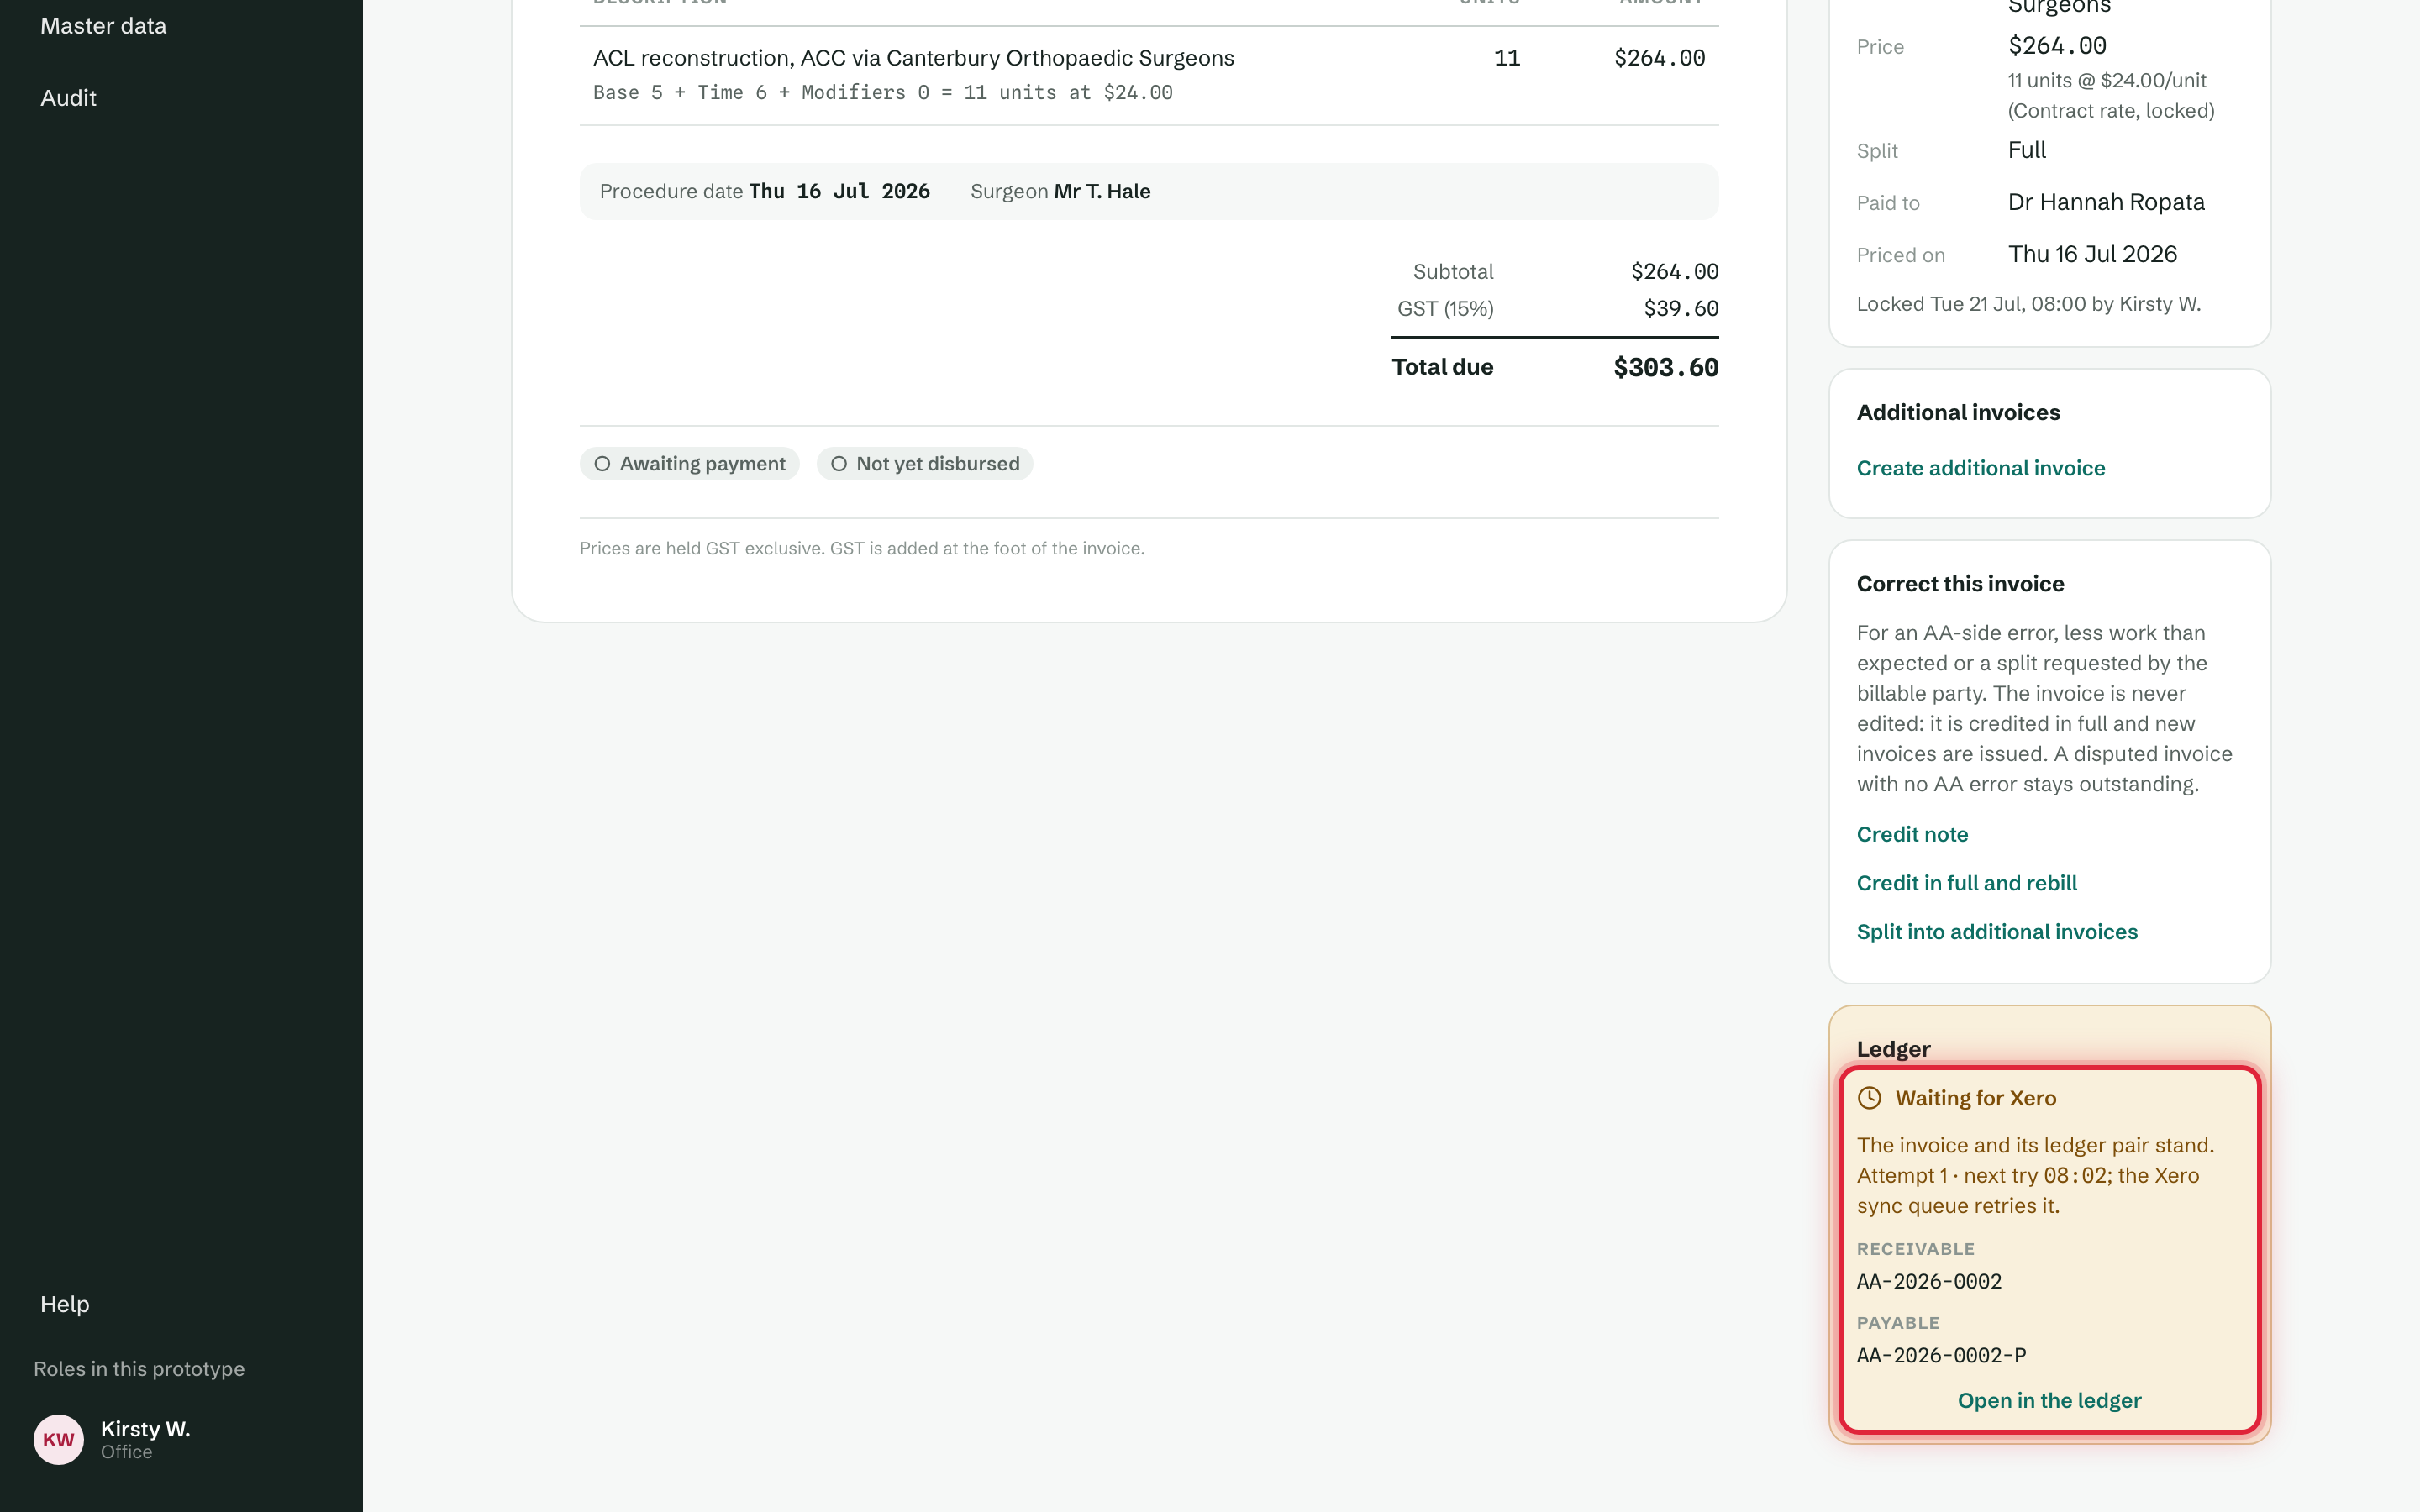 Master data
Audit
Help
Roles in this prototype
KW
Kirsty W.
Office
DESCRIPTION UNITS AMOUNT
ACL reconstruction, ACC via Canterbury Orthopaedic Surgeons 11 $264.00
Base 5 + Time 6 + Modifiers 0 = 11 units at $24.00
Procedure date Thu 16 Jul 2026 Surgeon Mr T. Hale
Subtotal $264.00
GST (15%) $39.60
Total due $303.60
Awaiting payment Not yet disbursed
Prices are held GST exclusive. GST is added at the foot of the invoice.
Surgeons
Price $264.00
11 units @ $24.00/unit
(Contract rate, locked)
Split Full
Paid to Dr Hannah Ropata
Priced on Thu 16 Jul 2026
Locked Tue 21 Jul, 08:00 by Kirsty W.
Additional invoices
Create additional invoice
Correct this invoice
For an AA-side error, less work than
expected or a split requested by the
billable party. The invoice is never
edited: it is credited in full and new
invoices are issued. A disputed invoice
with no AA error stays outstanding.
Credit note
Credit in full and rebill
Split into additional invoices
Ledger
Waiting for Xero
The invoice and its ledger pair stand.
Attempt 1 · next try 08:02; the Xero
sync queue retries it.
RECEIVABLE
AA-2026-0002
PAYABLE
AA-2026-0002-P
Open in the ledger